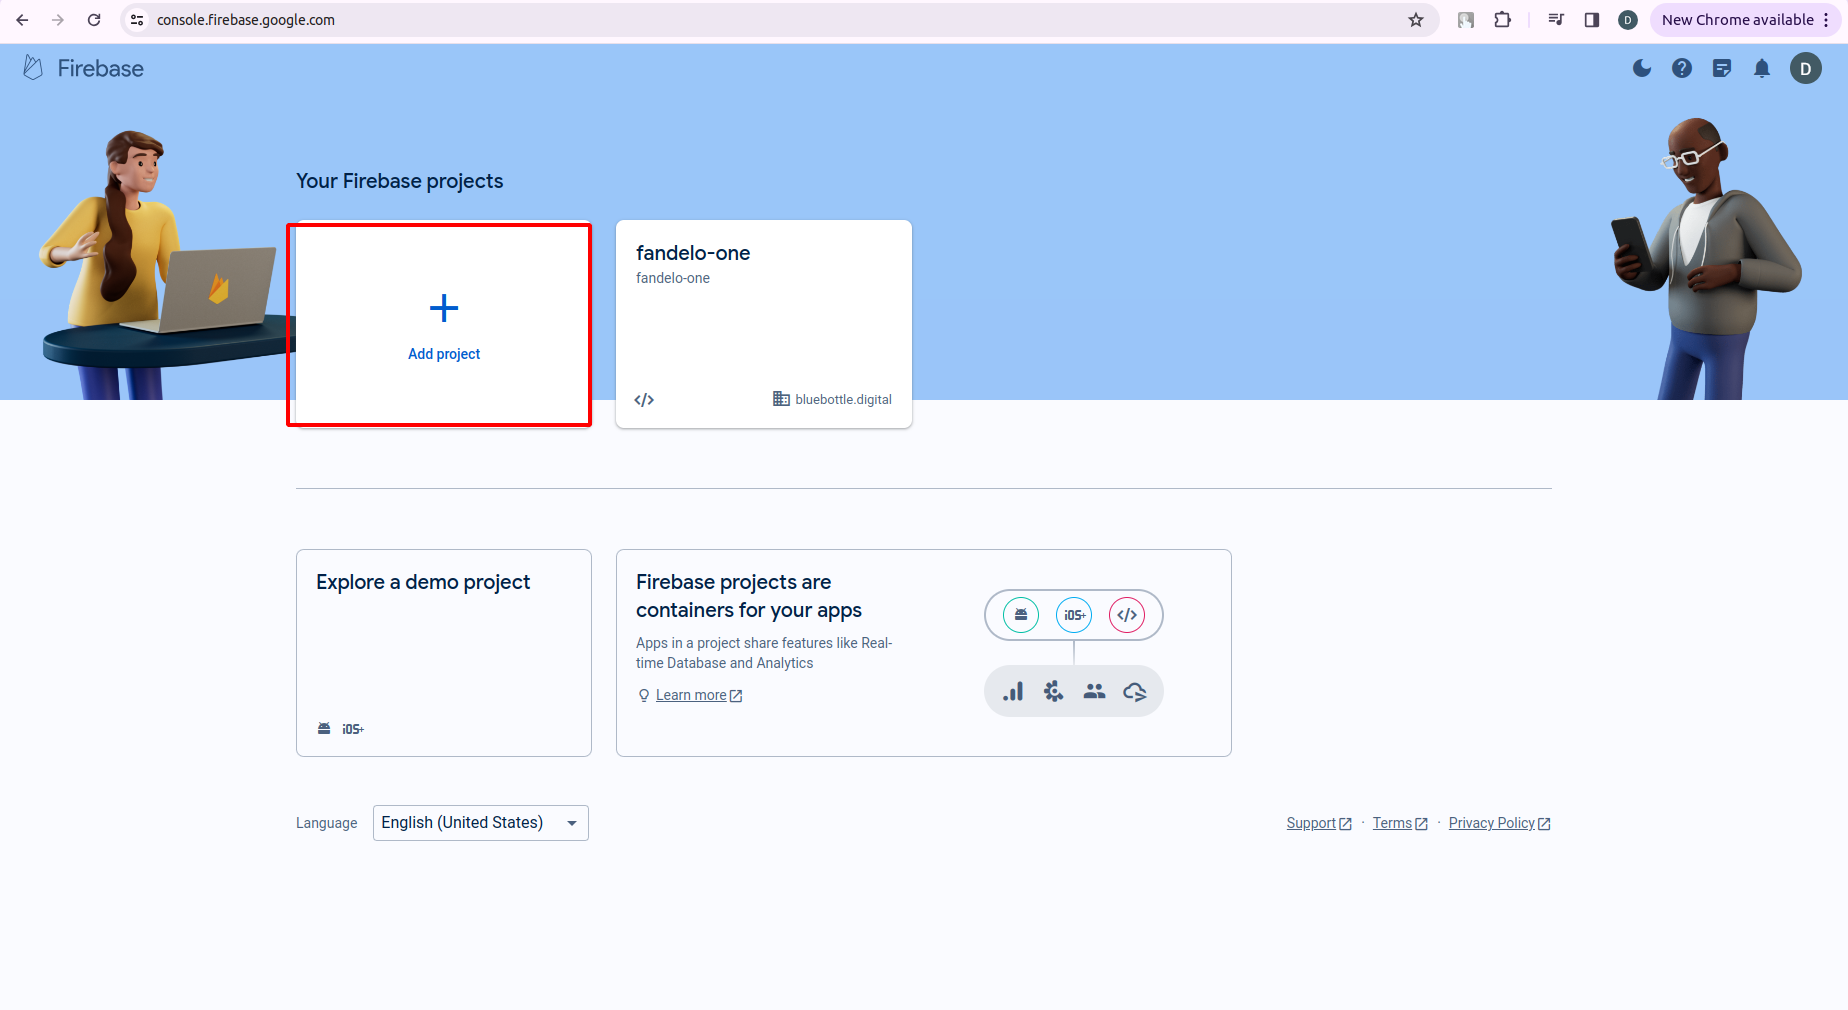 console.firebase.google.com
D
New Chrome available
Firebase
D
Your Firebase projects
Add project
fandelo-one
fandelo-one
bluebottle.digital
Explore a demo project
iOS+
Firebase projects are
containers for your apps
Apps in a project share features like Real-
time Database and Analytics
Learn more
iOS+
Language
English (United States)
Support · Terms · Privacy Policy